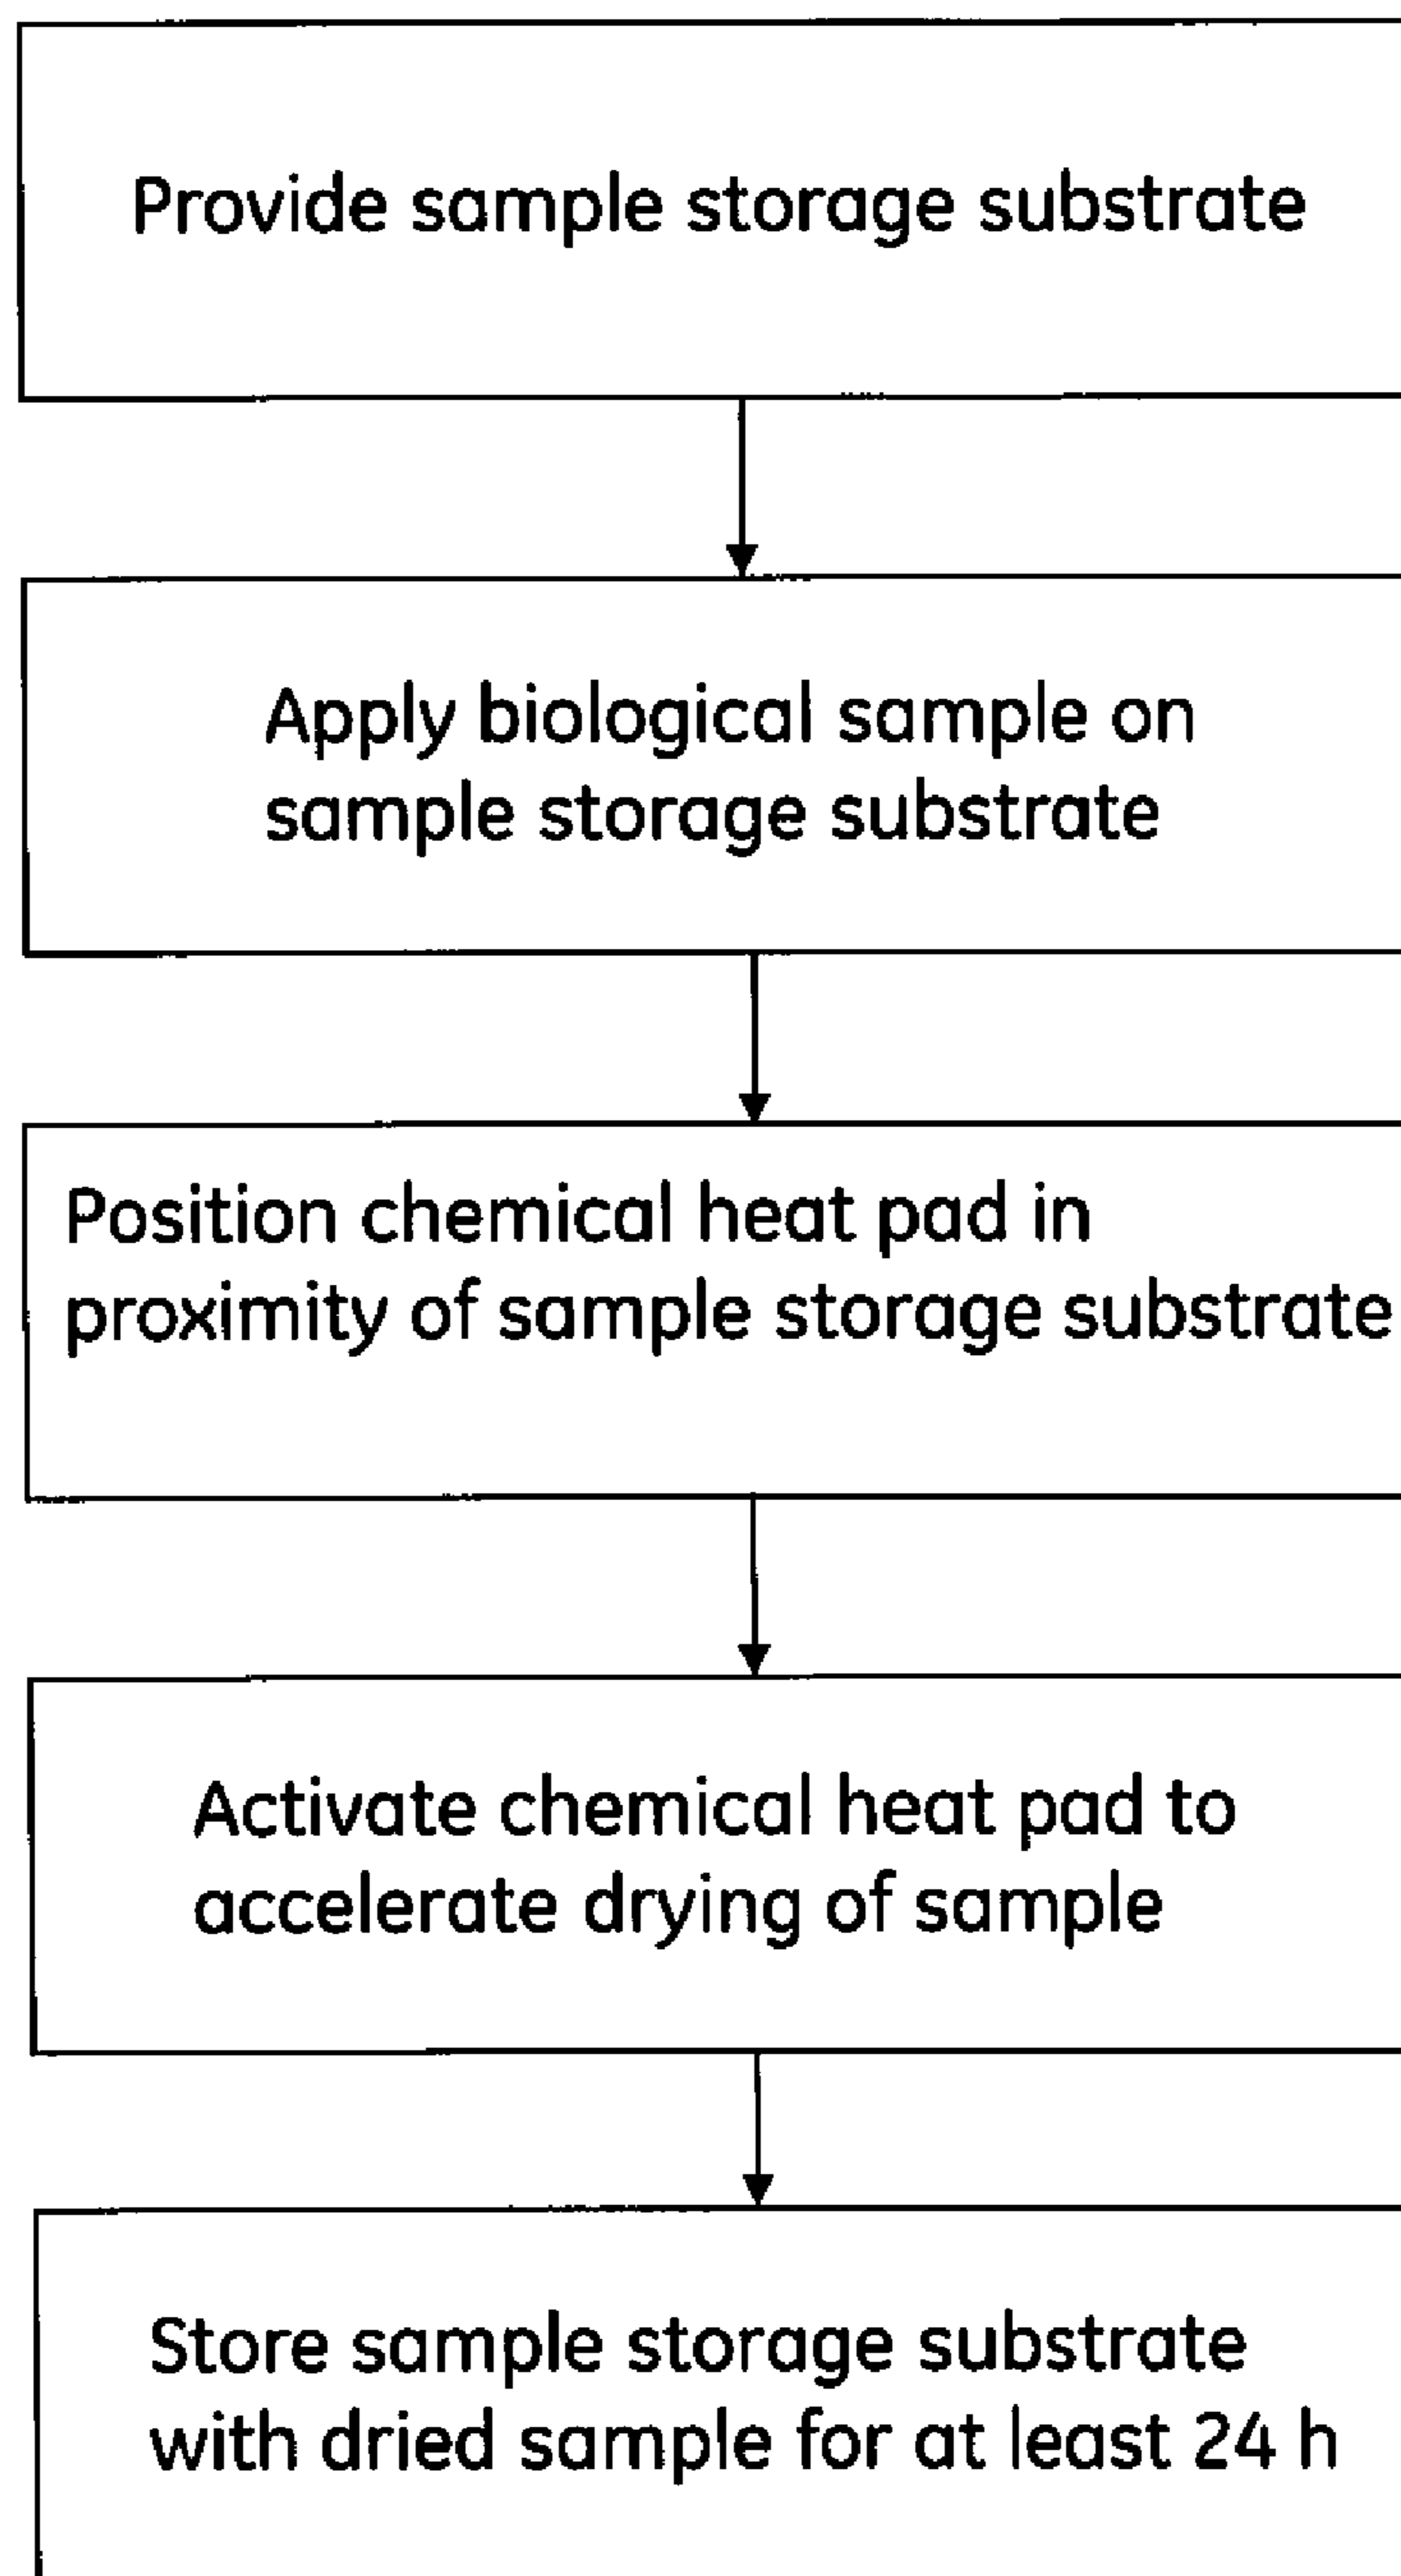 Provide sample storage substrate
Apply biological sample on
sample storage substrate
Position chemical heat pad in
proximity of sample storage substrate
Activate chemical heat pad to
accelerate drying of sample
Store sample storage substrate
with dried sample for at least 24 h